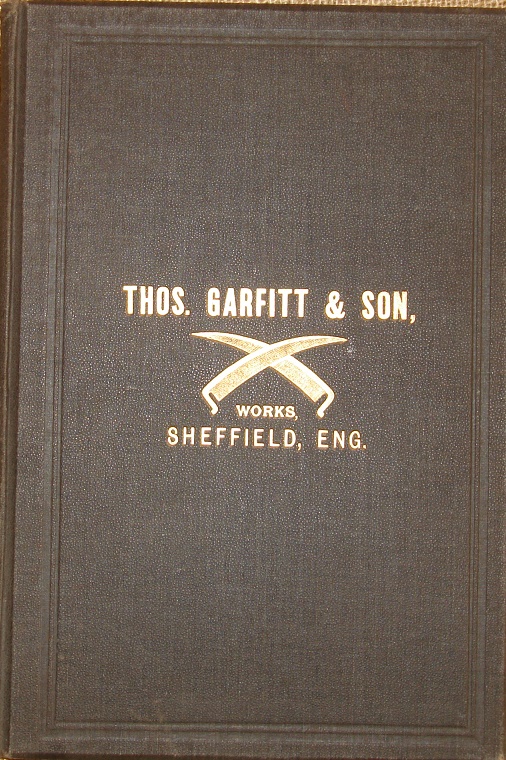 THOS. GARFITT & SON,
WORKS,
SHEFFIELD, ENG.